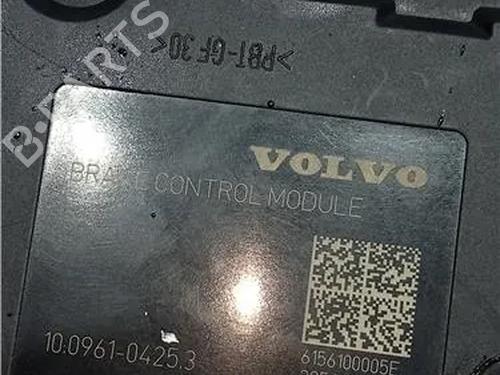 >PBT-GF30<
B-PARTS
VOLVO
BRAKE CONTROL MODULE
10.0961-0425.3
6156100005E